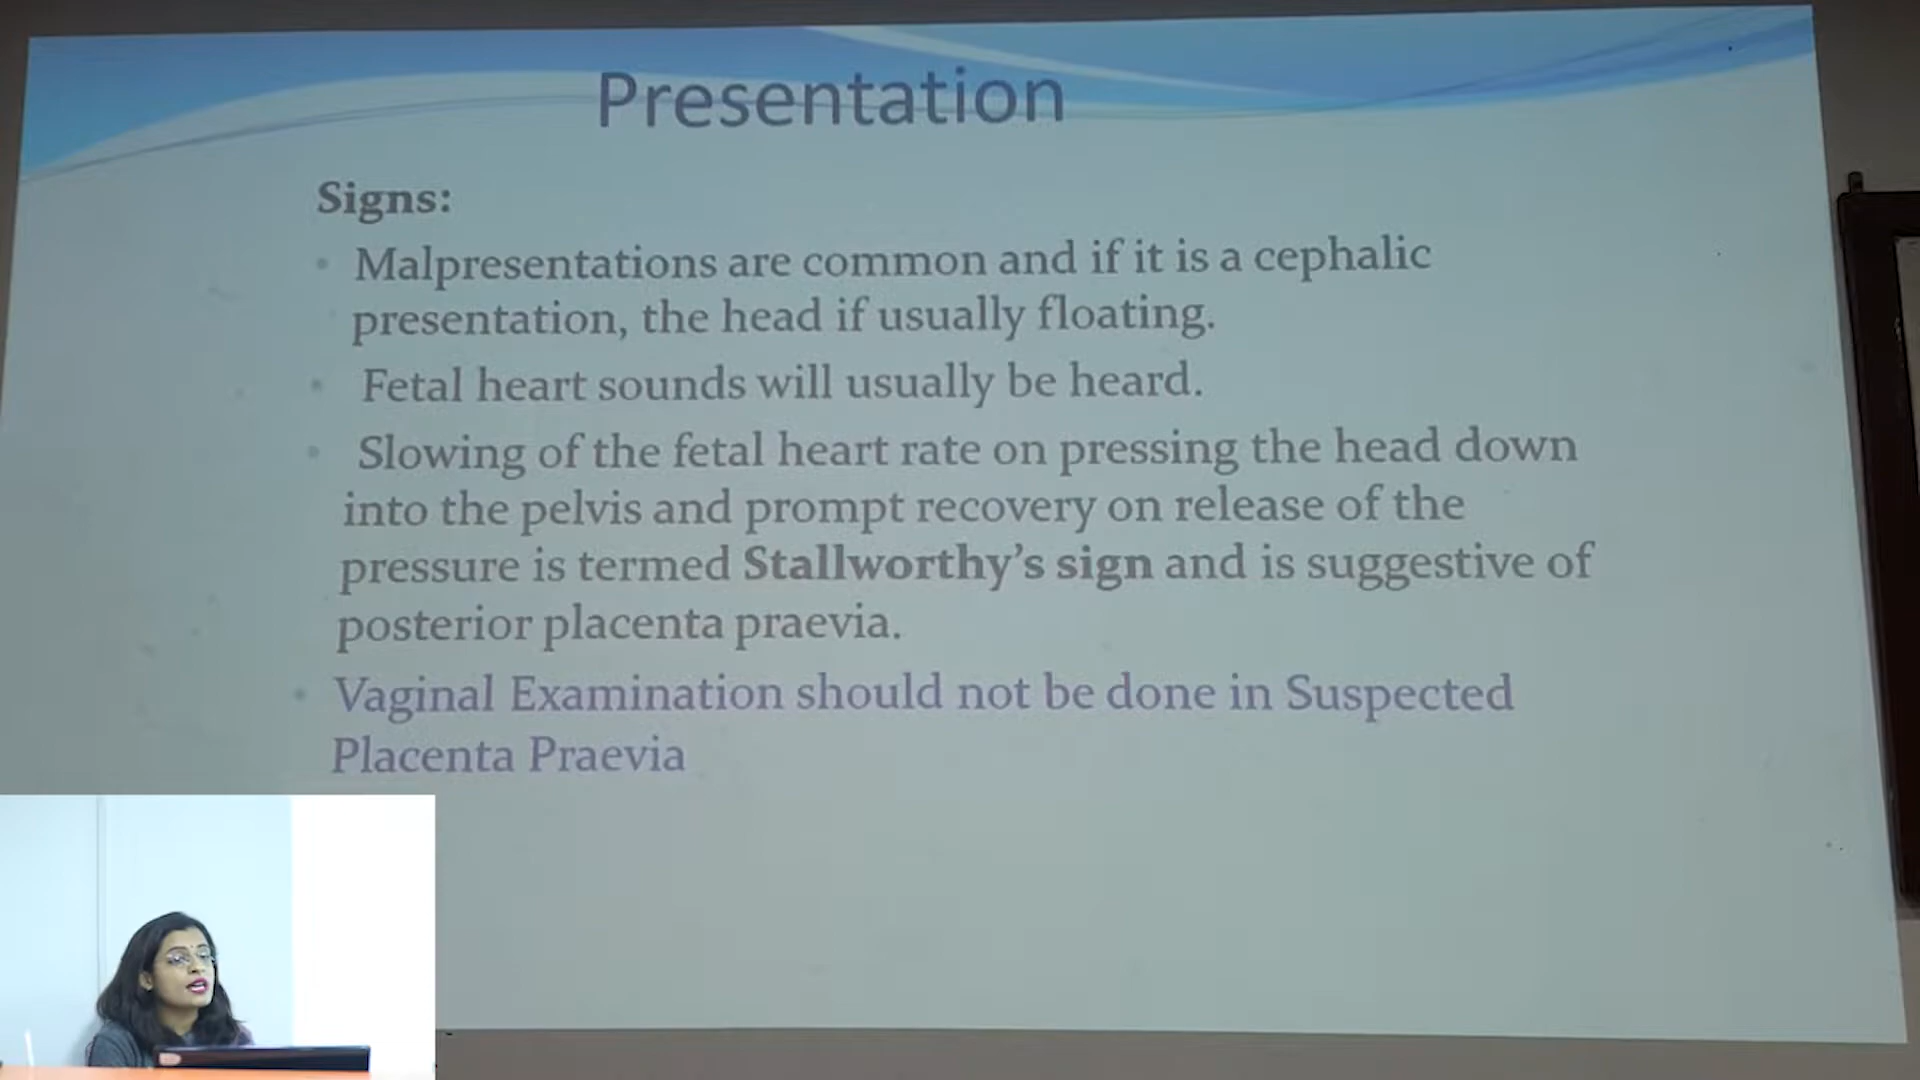 Presentation
Signs:
• Malpresentations are common and if it is a cephalic
presentation, the head if usually floating.
• Fetal heart sounds will usually be heard.
• Slowing of the fetal heart rate on pressing the head down
into the pelvis and prompt recovery on release of the
pressure is termed Stallworthy's sign and is suggestive of
posterior placenta praevia.
• Vaginal Examination should not be done in Suspected
Placenta Praevia